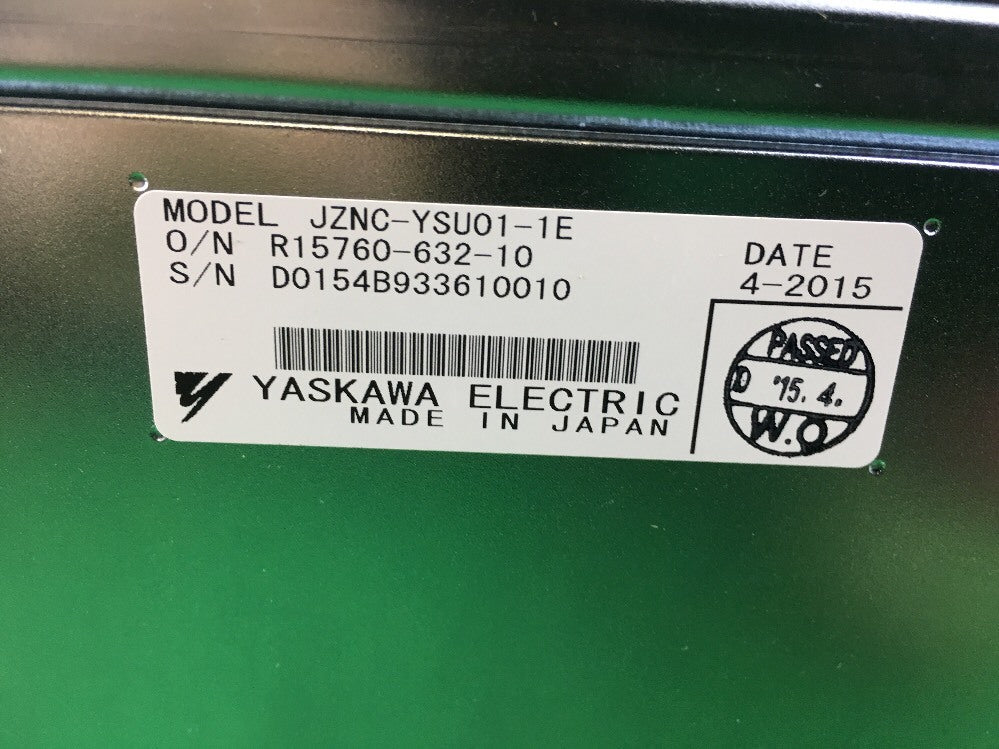 MODEL JZNC-YSU01-1E
O/N R15760-632-10
S/N D0154B933610010
DATE
4-2015
YASKAWA ELECTRIC
MADE IN JAPAN
PASSED
D '15. 4.
W.O